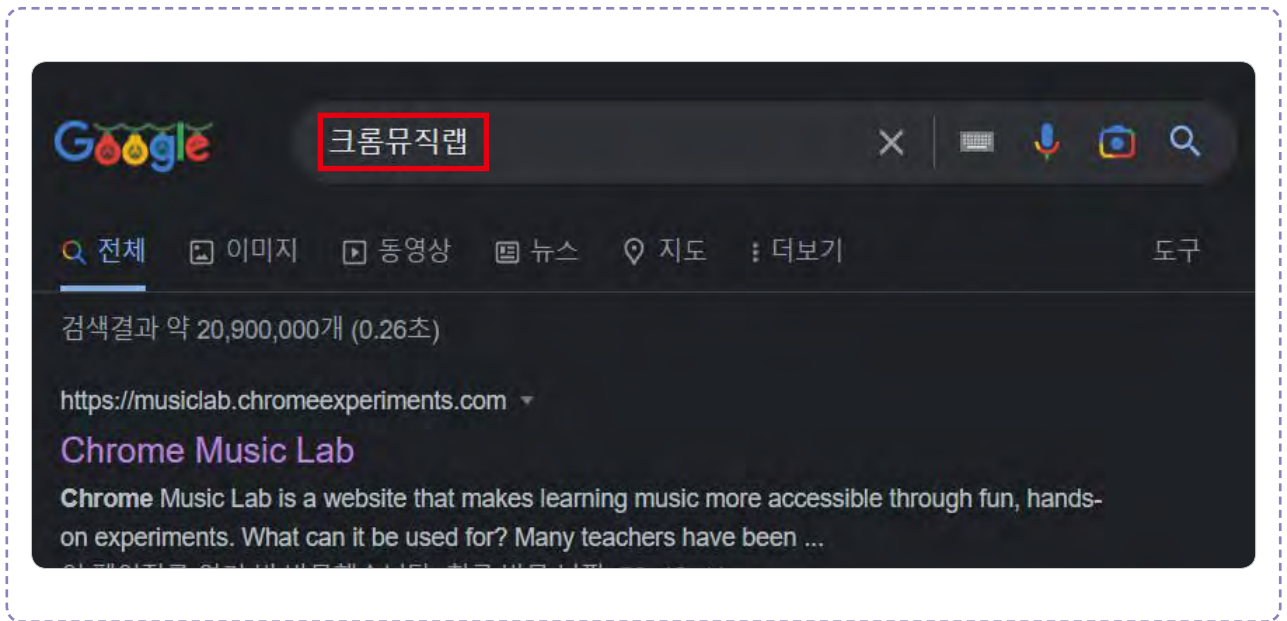 Google
크롬뮤직랩
전체 이미지 동영상 뉴스 지도 더보기 도구
검색결과 약 20,900,000개 (0.26초)
https://musiclab.chromeexperiments.com
Chrome Music Lab
Chrome Music Lab is a website that makes learning music more accessible through fun, hands-
on experiments. What can it be used for? Many teachers have been ...